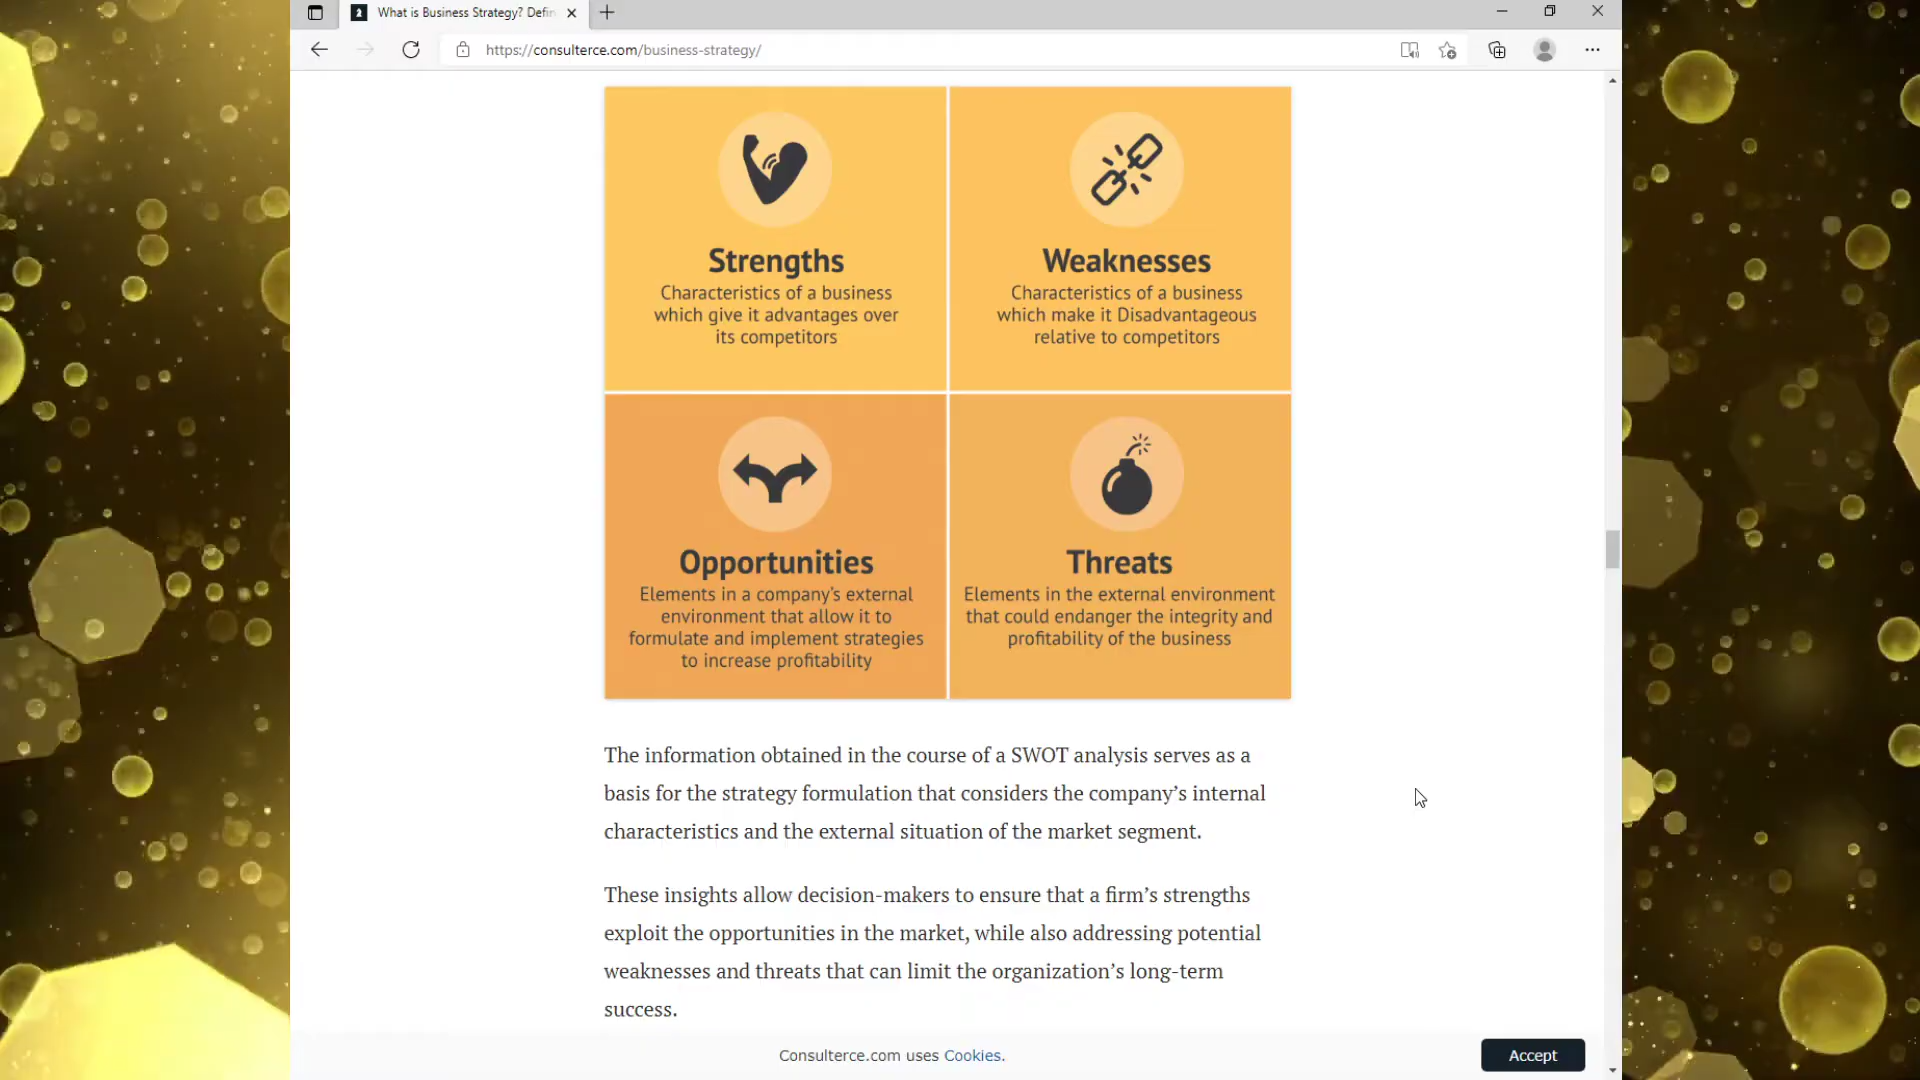 What is Business Strategy? Defin
https://consulterce.com/business-strategy/
Strengths
Characteristics of a business
which give it advantages over
its competitors
Weaknesses
Characteristics of a business
which make it Disadvantageous
relative to competitors
Opportunities
Elements in a company's external
environment that allow it to
formulate and implement strategies
to increase profitability
Threats
Elements in the external environment
that could endanger the integrity and
profitability of the business
The information obtained in the course of a SWOT analysis serves as a
basis for the strategy formulation that considers the company’s internal
characteristics and the external situation of the market segment.
These insights allow decision-makers to ensure that a firm’s strengths
exploit the opportunities in the market, while also addressing potential
weaknesses and threats that can limit the organization’s long-term
success.
Consulterce.com uses Cookies.
Accept